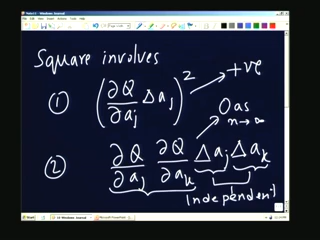 Square involves
① (∂Q/∂aj Δaj)² → +ve
② ∂Q/∂aj ∂Q/∂ak Δaj Δak → 0 as n→∞
independent